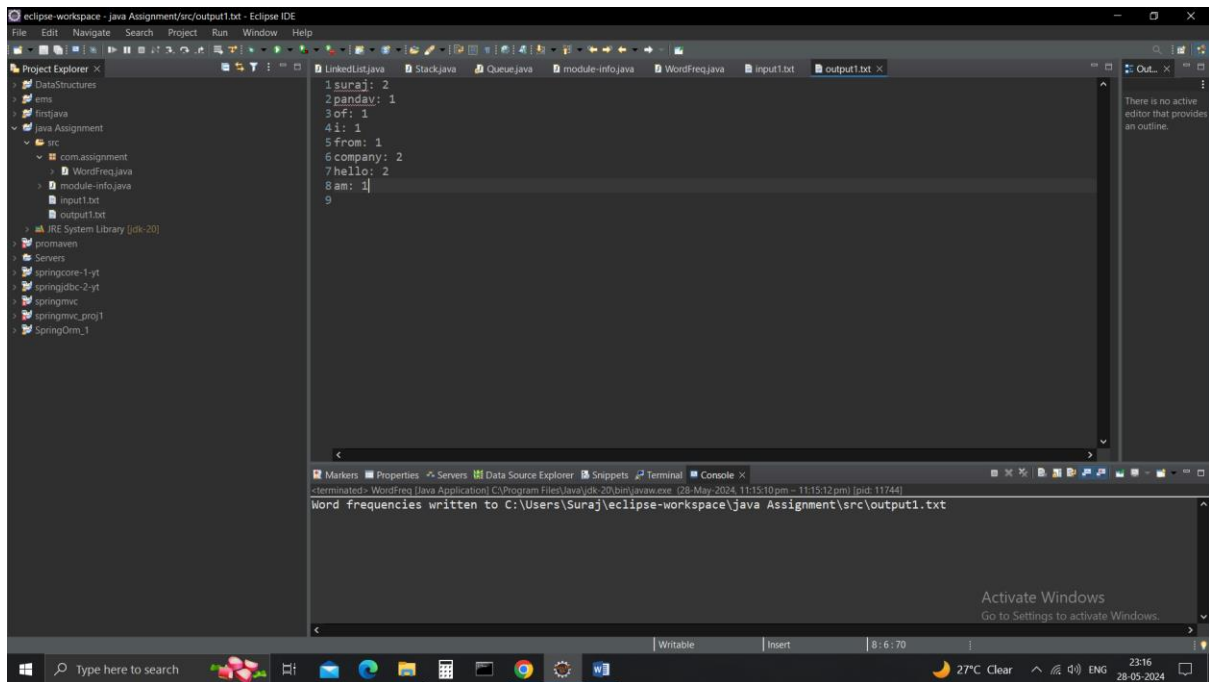 eclipse-workspace - java Assignment/src/output1.txt - Eclipse IDE
File Edit Navigate Search Project Run Window Help
Project Explorer
DataStructures
ems
firstjava
java Assignment
src
com.assignment
WordFreq.java
module-info.java
input1.txt
output1.txt
JRE System Library [jdk-20]
promaven
Servers
springcore-1-yt
springjdbc-2-yt
springmvc
springmvc_proj1
SpringOrm_1
LinkedList.java Stack.java Queue.java module-info.java WordFreq.java input1.txt output1.txt
1 suraj: 2
2 pandav: 1
3 of: 1
4 i: 1
5 from: 1
6 company: 2
7 hello: 2
8 am: 1
9
Out...
There is no active
editor that provides
an outline.
Markers Properties Servers Data Source Explorer Snippets Terminal Console
<terminated> WordFreq [Java Application] C:\Program Files\Java\jdk-20\bin\javaw.exe (28-May-2024, 11:15:10 pm – 11:15:12 pm) [pid: 11744]
Word frequencies written to C:\Users\Suraj\eclipse-workspace\java Assignment\src\output1.txt
Activate Windows
Go to Settings to activate Windows.
Writable Insert 8 : 6 : 70
Type here to search
27°C Clear ENG
23:16
28-05-2024